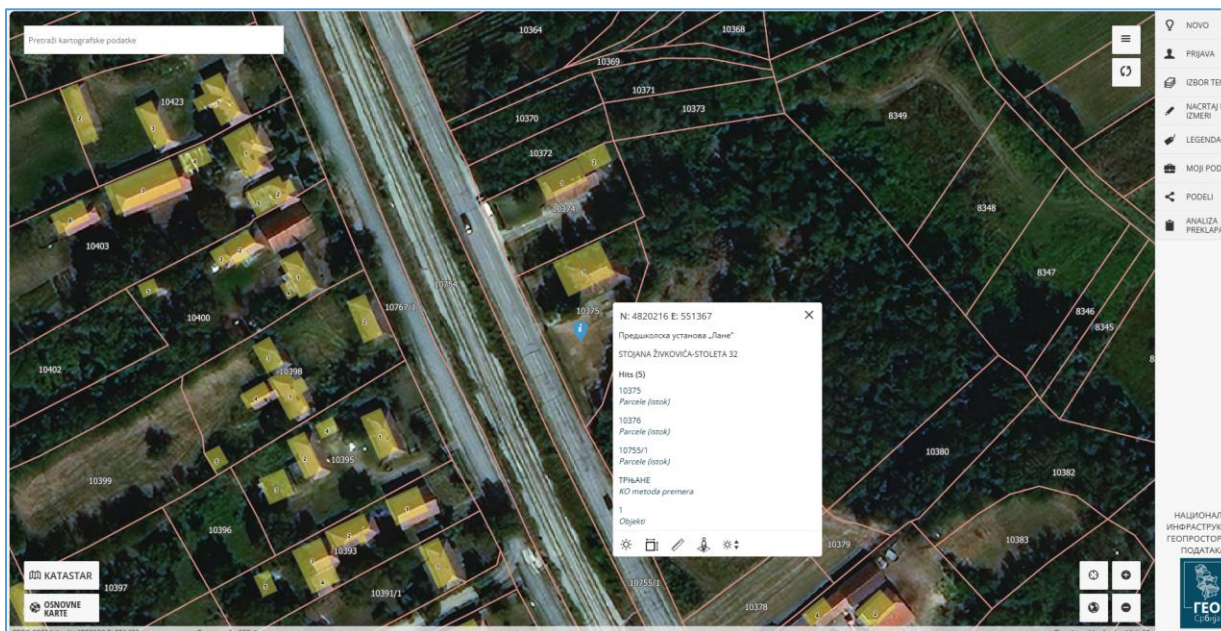 Pretraži kartografske podatke
NOVO
PRIJAVA
IZBOR TE
NACRTAJ I
IZMERI
LEGENDA
MOJI POD
PODELI
ANALIZA
PREKLAPA
10364
10368
10369
10371
10373
10370
10372
10374
10375
10423
10403
10400
10402
10398
10399
10395
10396
10393
10397
10391/1
10767/1
10754
10755/1
8349
8348
8347
8346
8345
8
10380
10382
10383
10379
10378
N: 4820216 E: 551367
Предшколска установа „Лане"
STOJANA ŽIVKOVIĆA-STOLETA 32
Hits (5)
10375
Parcele (istok)
10376
Parcele (istok)
10755/1
Parcele (istok)
ТРЊАНЕ
KO metoda premera
1
Objekti
KATASTAR
OSNOVNE
KARTE
НАЦИОНАЛ
ИНФРАСТРУК
ГЕОПРОСТОР
ПОДАТАКА
ГЕО
Србија